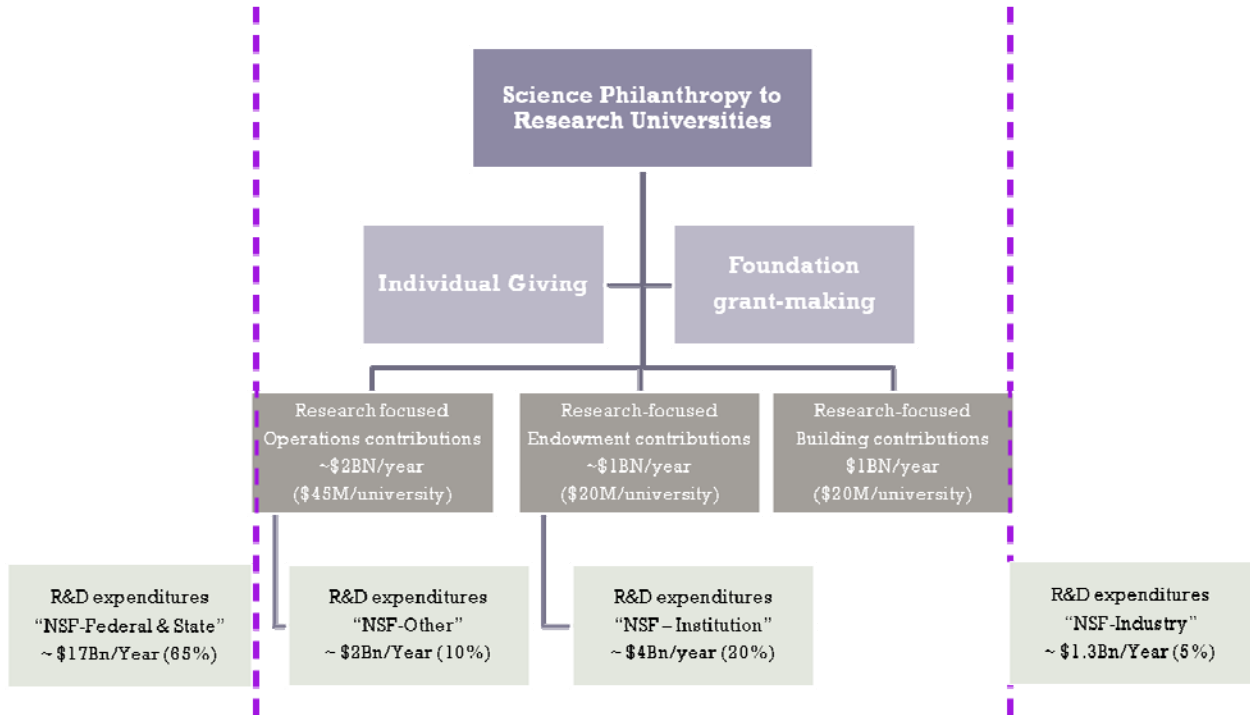 Science Philanthropy to
Research Universities
Individual Giving
Foundation
grant-making
Research focused
Operations contributions
~$2BN/year
($45M/university)
Research-focused
Endowment contributions
~$1BN/year
($20M/university)
Research-focused
Building contributions
$1BN/year
($20M/university)
R&D expenditures
“NSF-Federal & State”
~ $17Bn/Year (65%)
R&D expenditures
“NSF-Other”
~ $2Bn/Year (10%)
R&D expenditures
“NSF – Institution”
~ $4Bn/year (20%)
R&D expenditures
“NSF-Industry”
~ $1.3Bn/Year (5%)